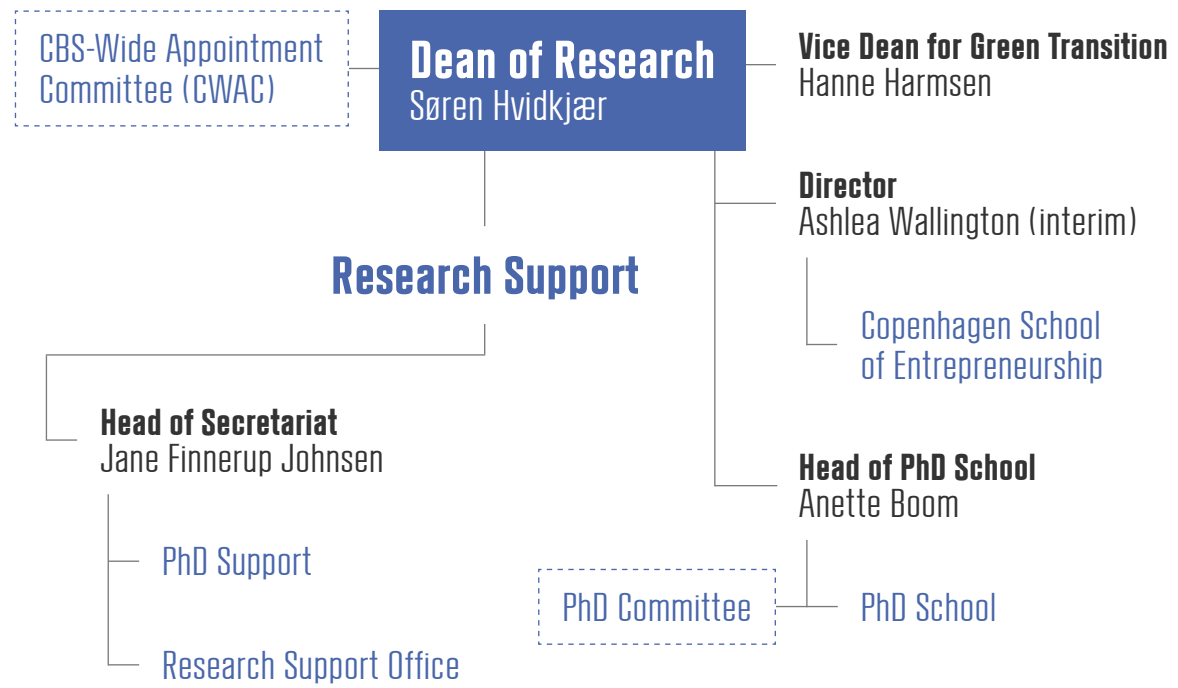 CBS-Wide Appointment
Committee (CWAC)
Dean of Research
Søren Hvidkjær
Vice Dean for Green Transition
Hanne Harmsen
Director
Ashlea Wallington (interim)
Copenhagen School
of Entrepreneurship
Research Support
Head of Secretariat
Jane Finnerup Johnsen
PhD Support
Research Support Office
Head of PhD School
Anette Boom
PhD Committee
PhD School